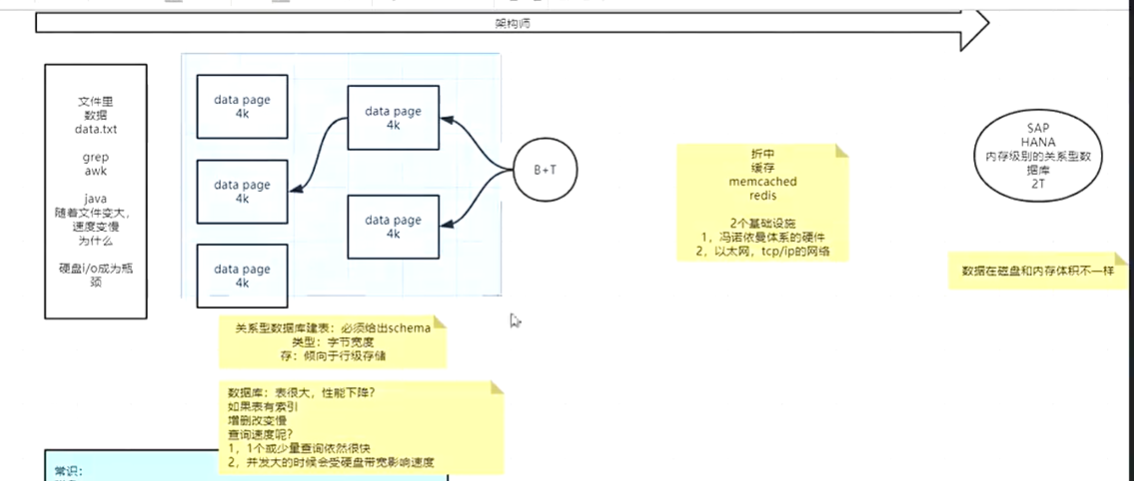 架构师
文件里
数据
data.txt
grep
awk
java
随着文件变大，
速度变慢
为什么
硬盘i/o成为瓶
颈
data page
4k
data page
4k
data page
4k
data page
4k
data page
4k
B+T
关系型数据库建表：必须给出schema
类型：字节宽度
存：倾向于行级存储
数据库：表很大，性能下降？
如果表有索引
增删改变慢
查询速度呢？
1，1个或少量查询依然很快
2，并发大的时候会受硬盘带宽影响速度
折中
缓存
memcached
redis
2个基础设施
1，冯诺依曼体系的硬件
2，以太网，tcp/ip的网络
SAP
HANA
内存级别的关系型数
据库
2T
数据在磁盘和内存体积不一样
常识：